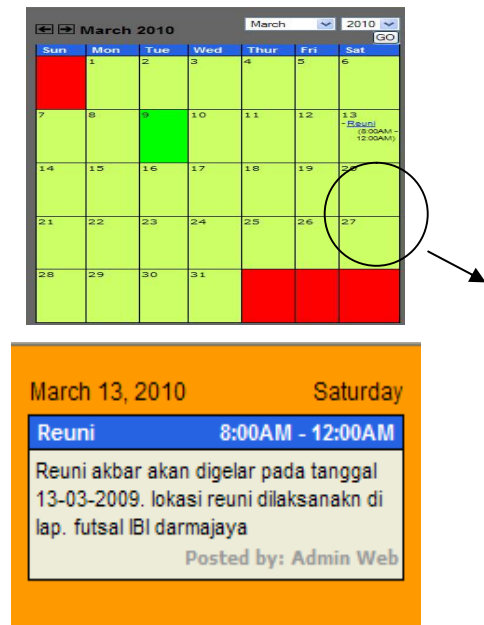 March 2010 March 2010
GO
Sun Mon Tue Wed Thur Fri Sat
1 2 3 4 5 6
7 8 9 10 11 12 13
- Reuni
(8:00AM -
12:00AM)
14 15 16 17 18 19 20
21 22 23 24 25 26 27
28 29 30 31
March 13, 2010 Saturday
Reuni 8:00AM - 12:00AM
Reuni akbar akan digelar pada tanggal
13-03-2009. lokasi reuni dilaksanakn di
lap. futsal IBI darmajaya
Posted by: Admin Web